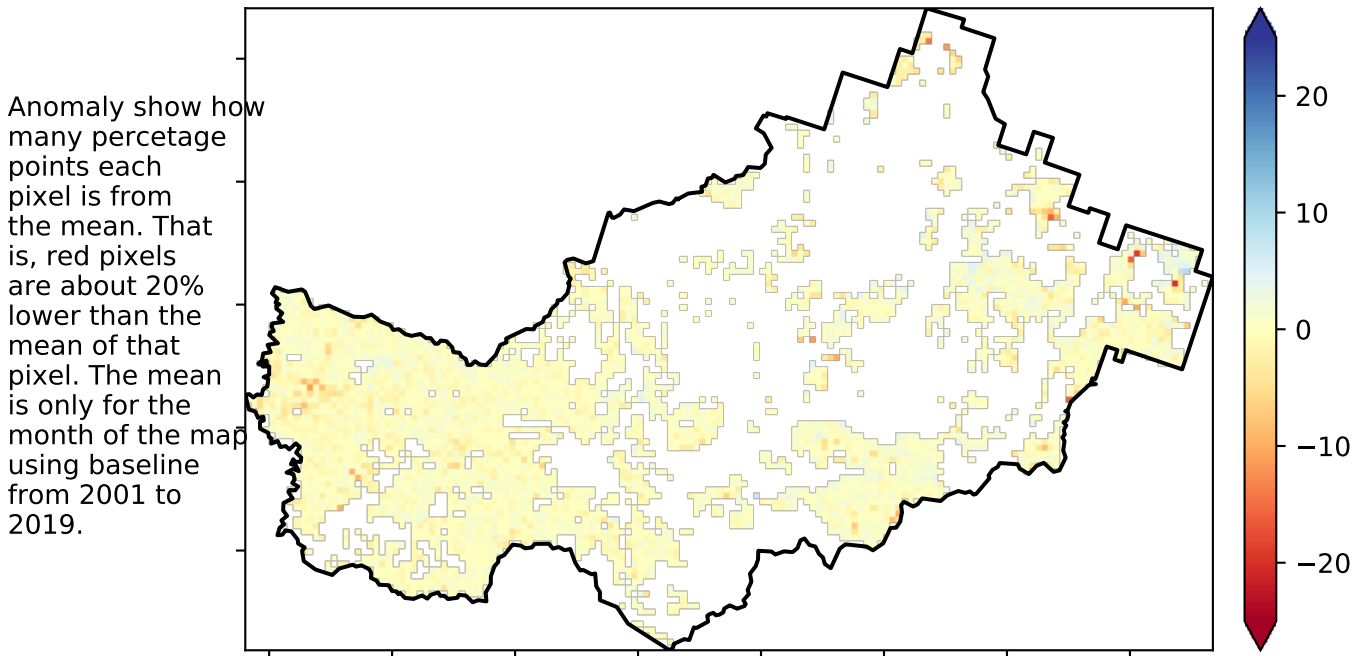 Anomaly show how
many percetage
points each
pixel is from
the mean. That
is, red pixels
are about 20%
lower than the
mean of that
pixel. The mean
is only for the
month of the map
using baseline
from 2001 to
2019.
20
10
0
−10
−20